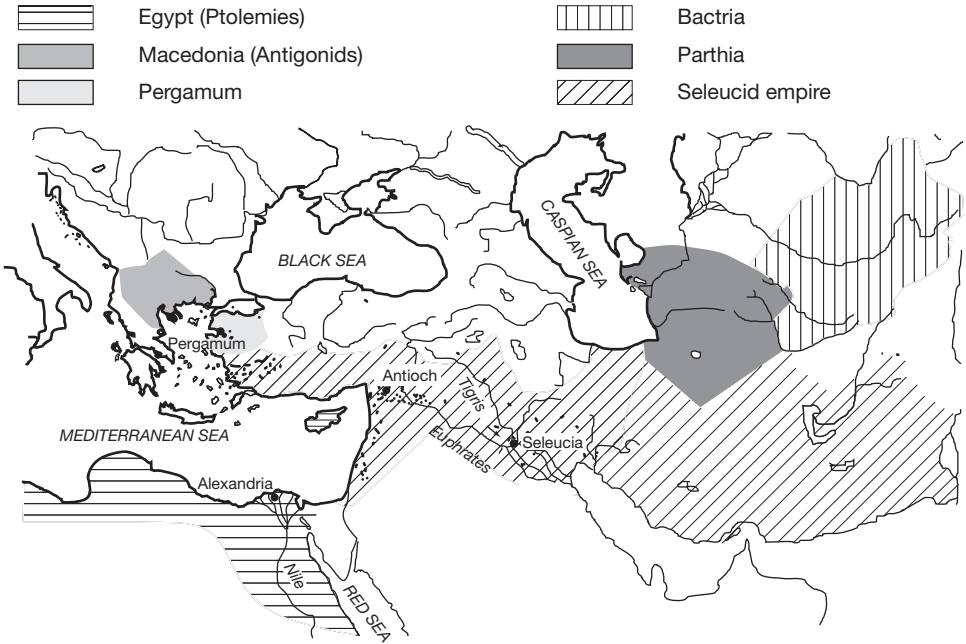 Egypt (Ptolemies)
Macedonia (Antigonids)
Pergamum
Bactria
Parthia
Seleucid empire
BLACK SEA
CASPIAN SEA
Pergamum
Antioch
Tigris
MEDITERRANEAN SEA
Euphrates
Seleucia
Alexandria
Nile
RED SEA